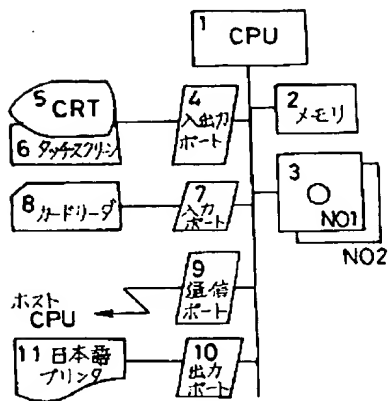 1
CPU
5 CRT
6 タッチスクリーン
4
入出力
ポート
2
メモリ
3
NO1
NO2
8 カードリーダ
7
入力
ポート
9
通信
ポート
ホスト
CPU
11 日本語
プリンタ
10
出力
ポート